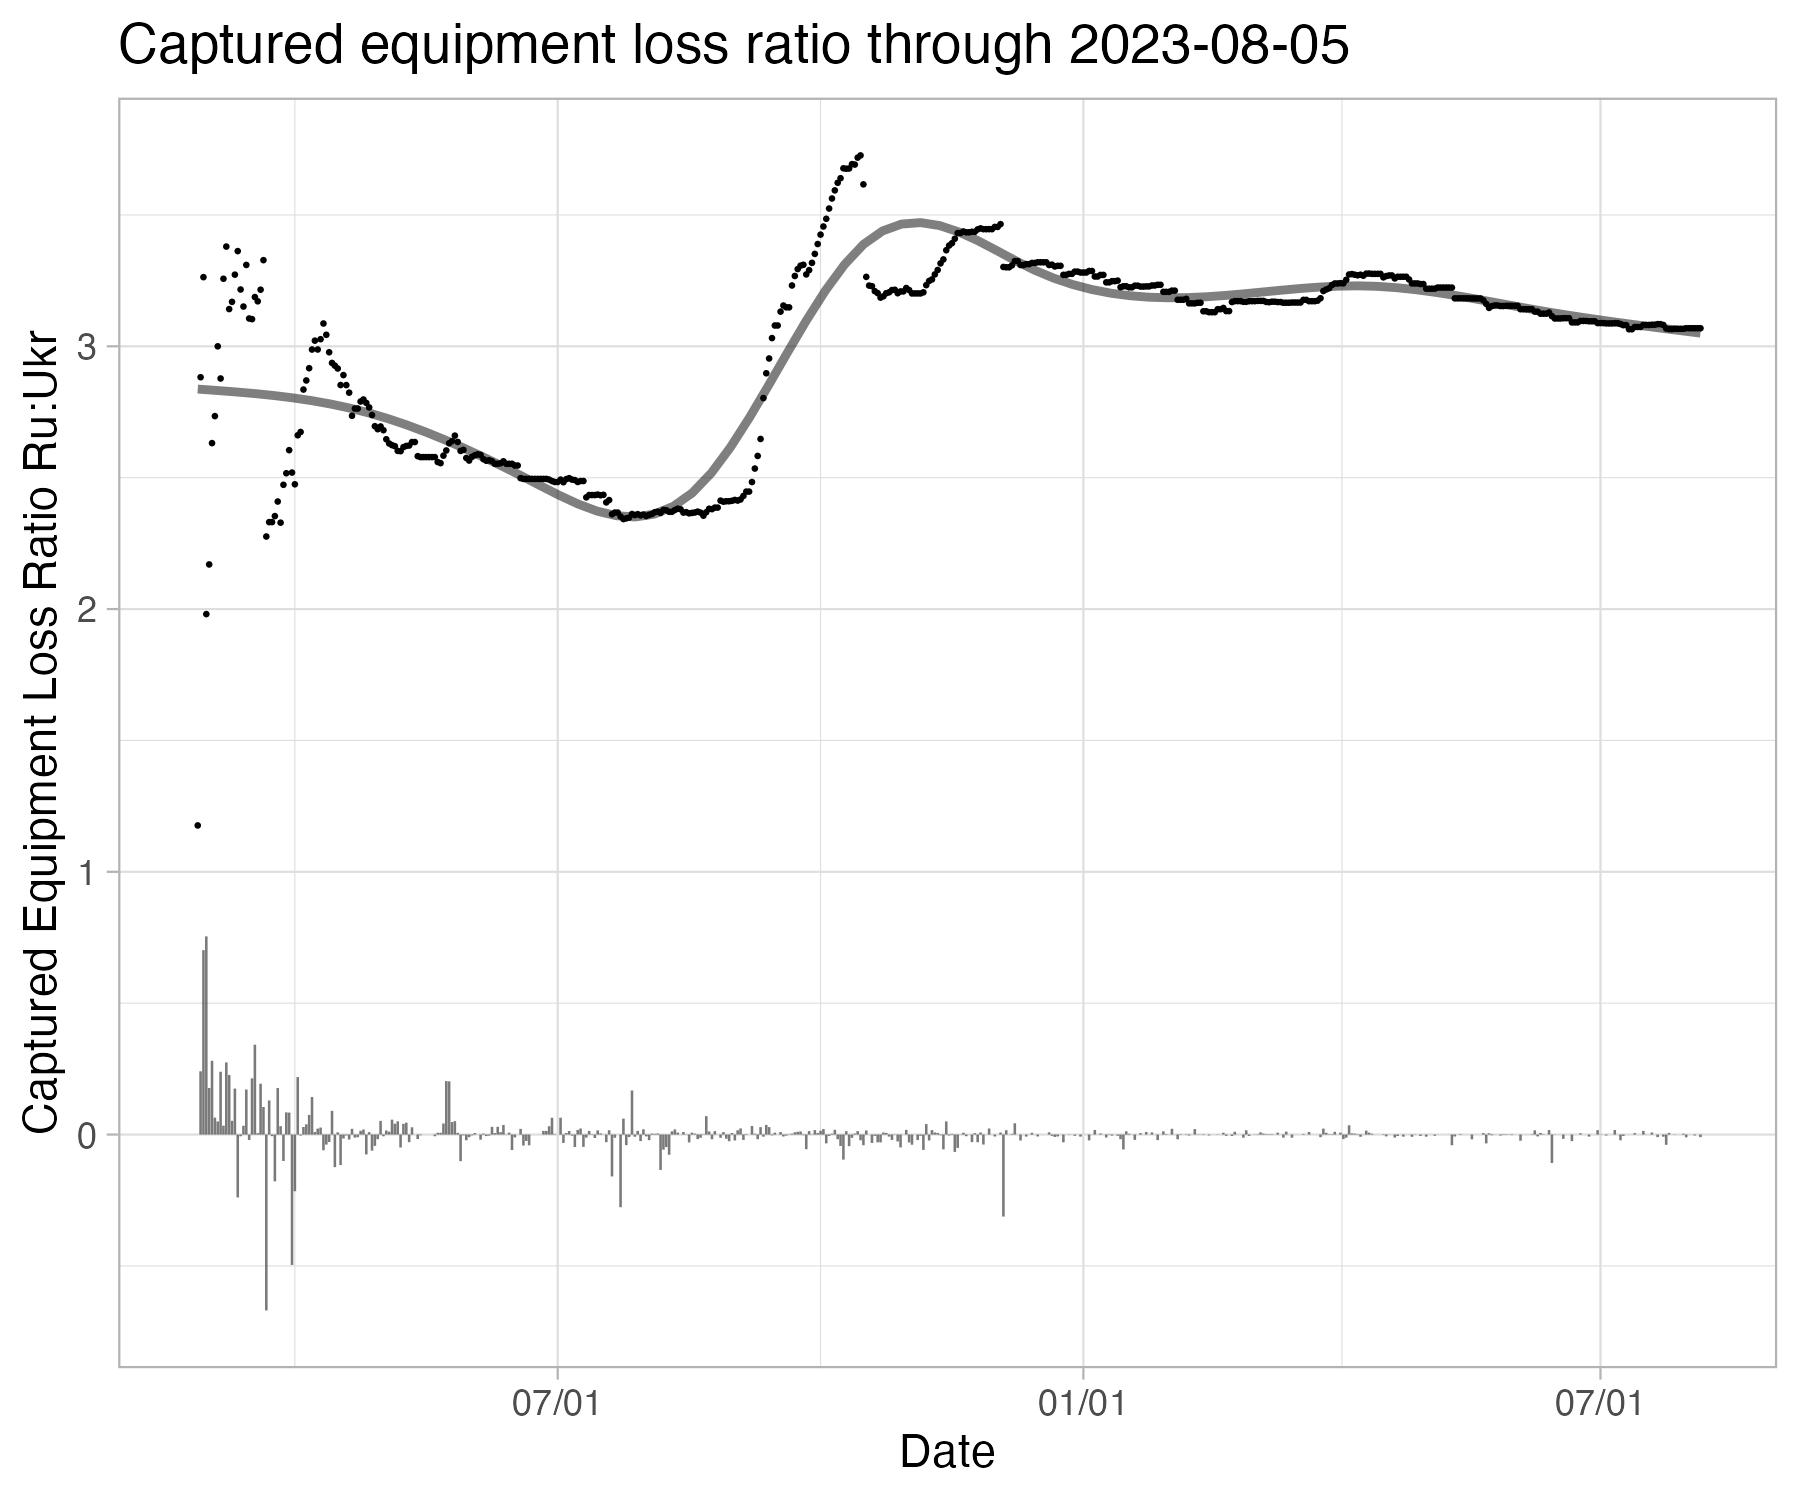 Captured equipment loss ratio through 2023-08-05
Captured Equipment Loss Ratio Ru:Ukr
3
2
1
0
07/01
01/01
07/01
Date